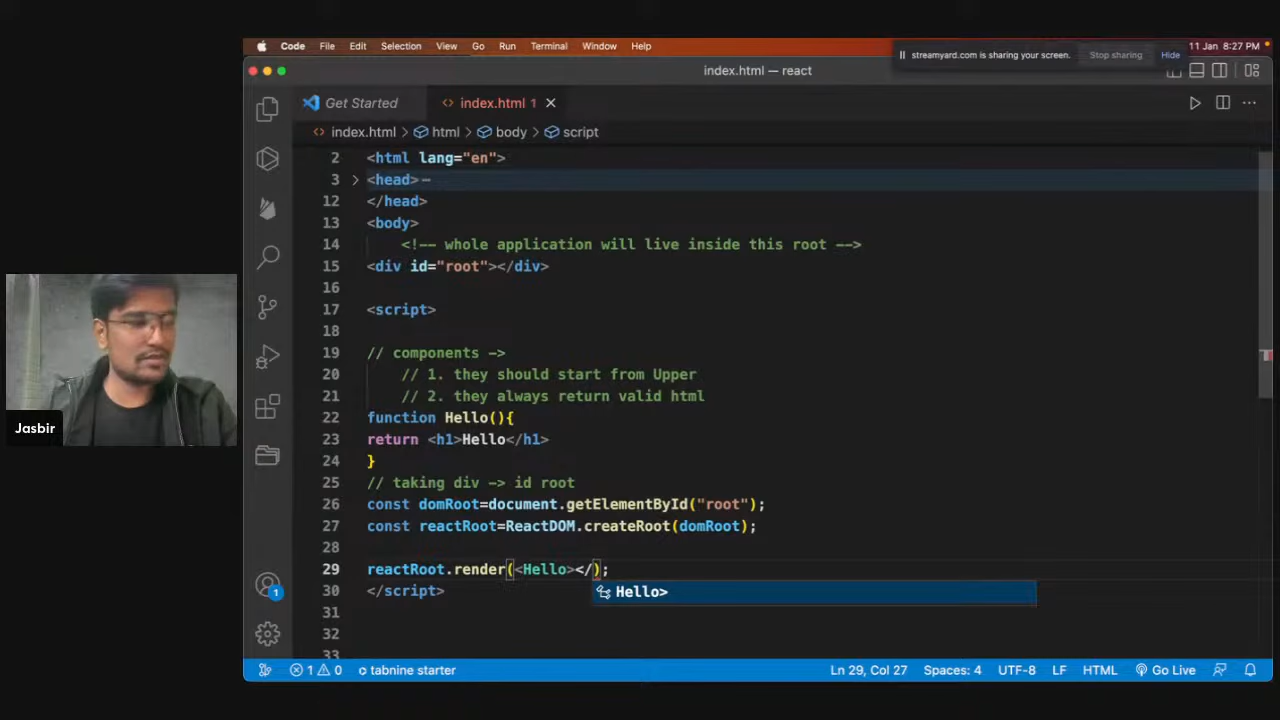 Code File Edit Selection View Go Run Terminal Window Help
streamyard.com is sharing your screen. Stop sharing Hide
11 Jan 8:27 PM
index.html — react
Get Started
index.html 1
index.html > html > body > script
2 <html lang="en">
3 <head>
12 </head>
13 <body>
14 <!-- whole application will live inside this root -->
15 <div id="root"></div>
16
17 <script>
18
19 // components ->
20 // 1. they should start from Upper
21 // 2. they always return valid html
22 function Hello(){
23 return <h1>Hello</h1>
24 }
25 // taking div -> id root
26 const domRoot=document.getElementById("root");
27 const reactRoot=ReactDOM.createRoot(domRoot);
28
29 reactRoot.render(<Hello></);
Hello>
30 </script>
31
32
33
Jasbir
1
1 0 tabnine starter
Ln 29, Col 27 Spaces: 4 UTF-8 LF HTML Go Live